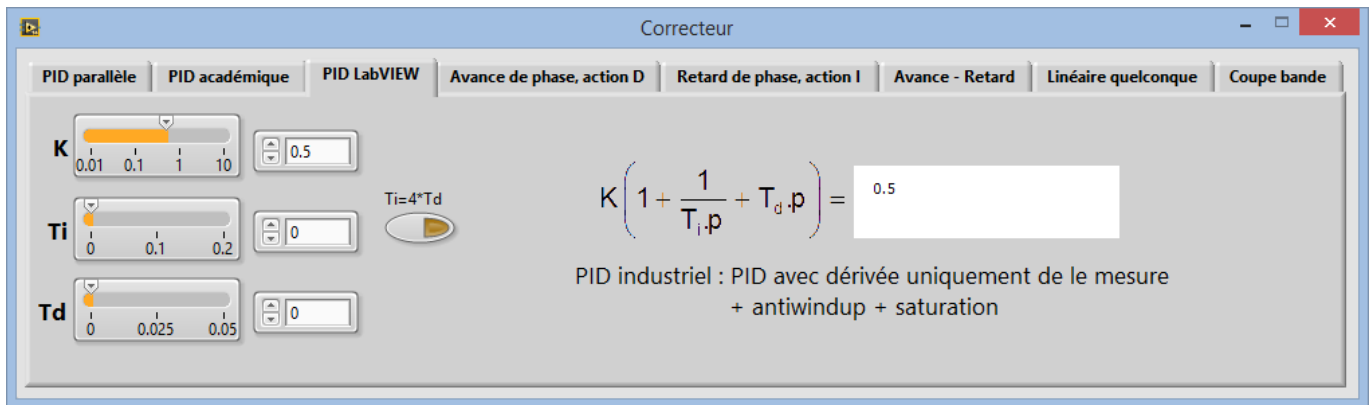 Correcteur
PID parallèle PID académique PID LabVIEW Avance de phase, action D Retard de phase, action I Avance - Retard Linéaire quelconque Coupe bande
K
0.01 0.1 1 10
0.5
Ti=4*Td
Ti
0 0.1 0.2
0
Td
0 0.025 0.05
0
K(1 + 1/(Ti.p) + Td.p) = 0.5
PID industriel : PID avec dérivée uniquement de le mesure
+ antiwindup + saturation